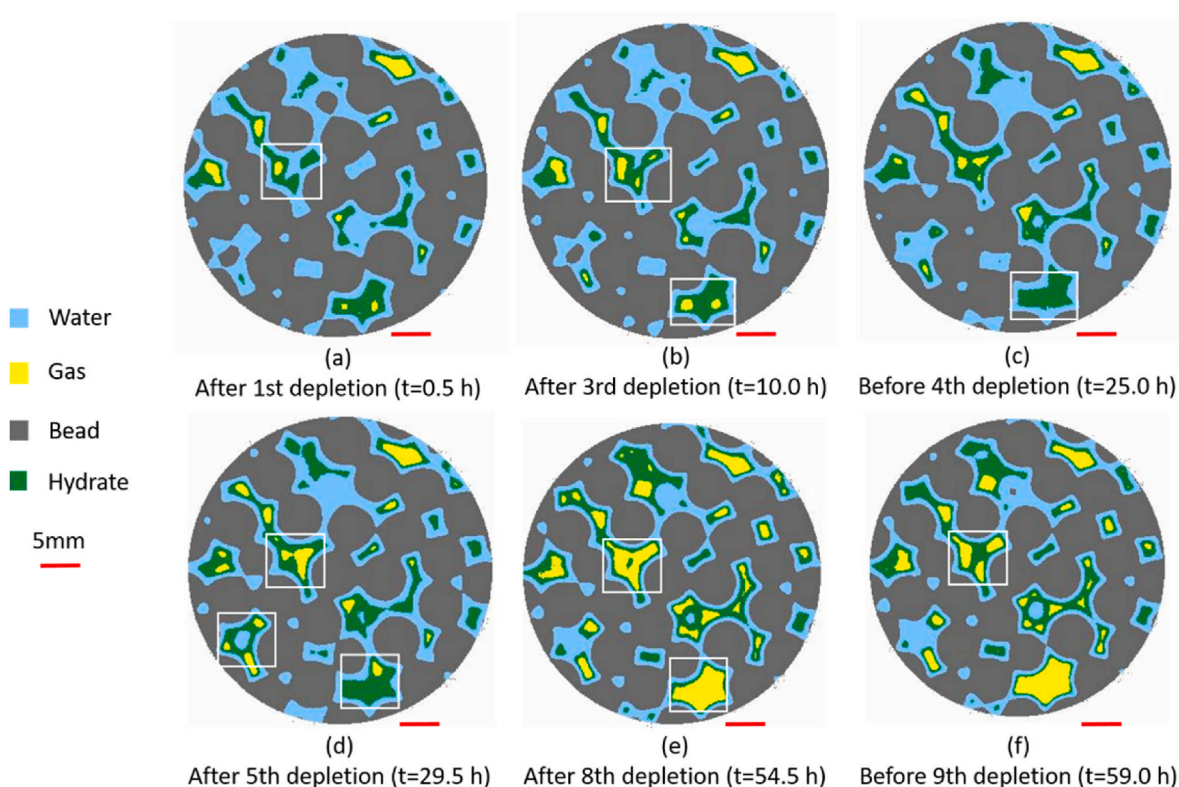 (a)
After 1st depletion (t=0.5 h)
(b)
After 3rd depletion (t=10.0 h)
(c)
Before 4th depletion (t=25.0 h)
Water
Gas
Bead
Hydrate
5mm
(d)
After 5th depletion (t=29.5 h)
(e)
After 8th depletion (t=54.5 h)
(f)
Before 9th depletion (t=59.0 h)